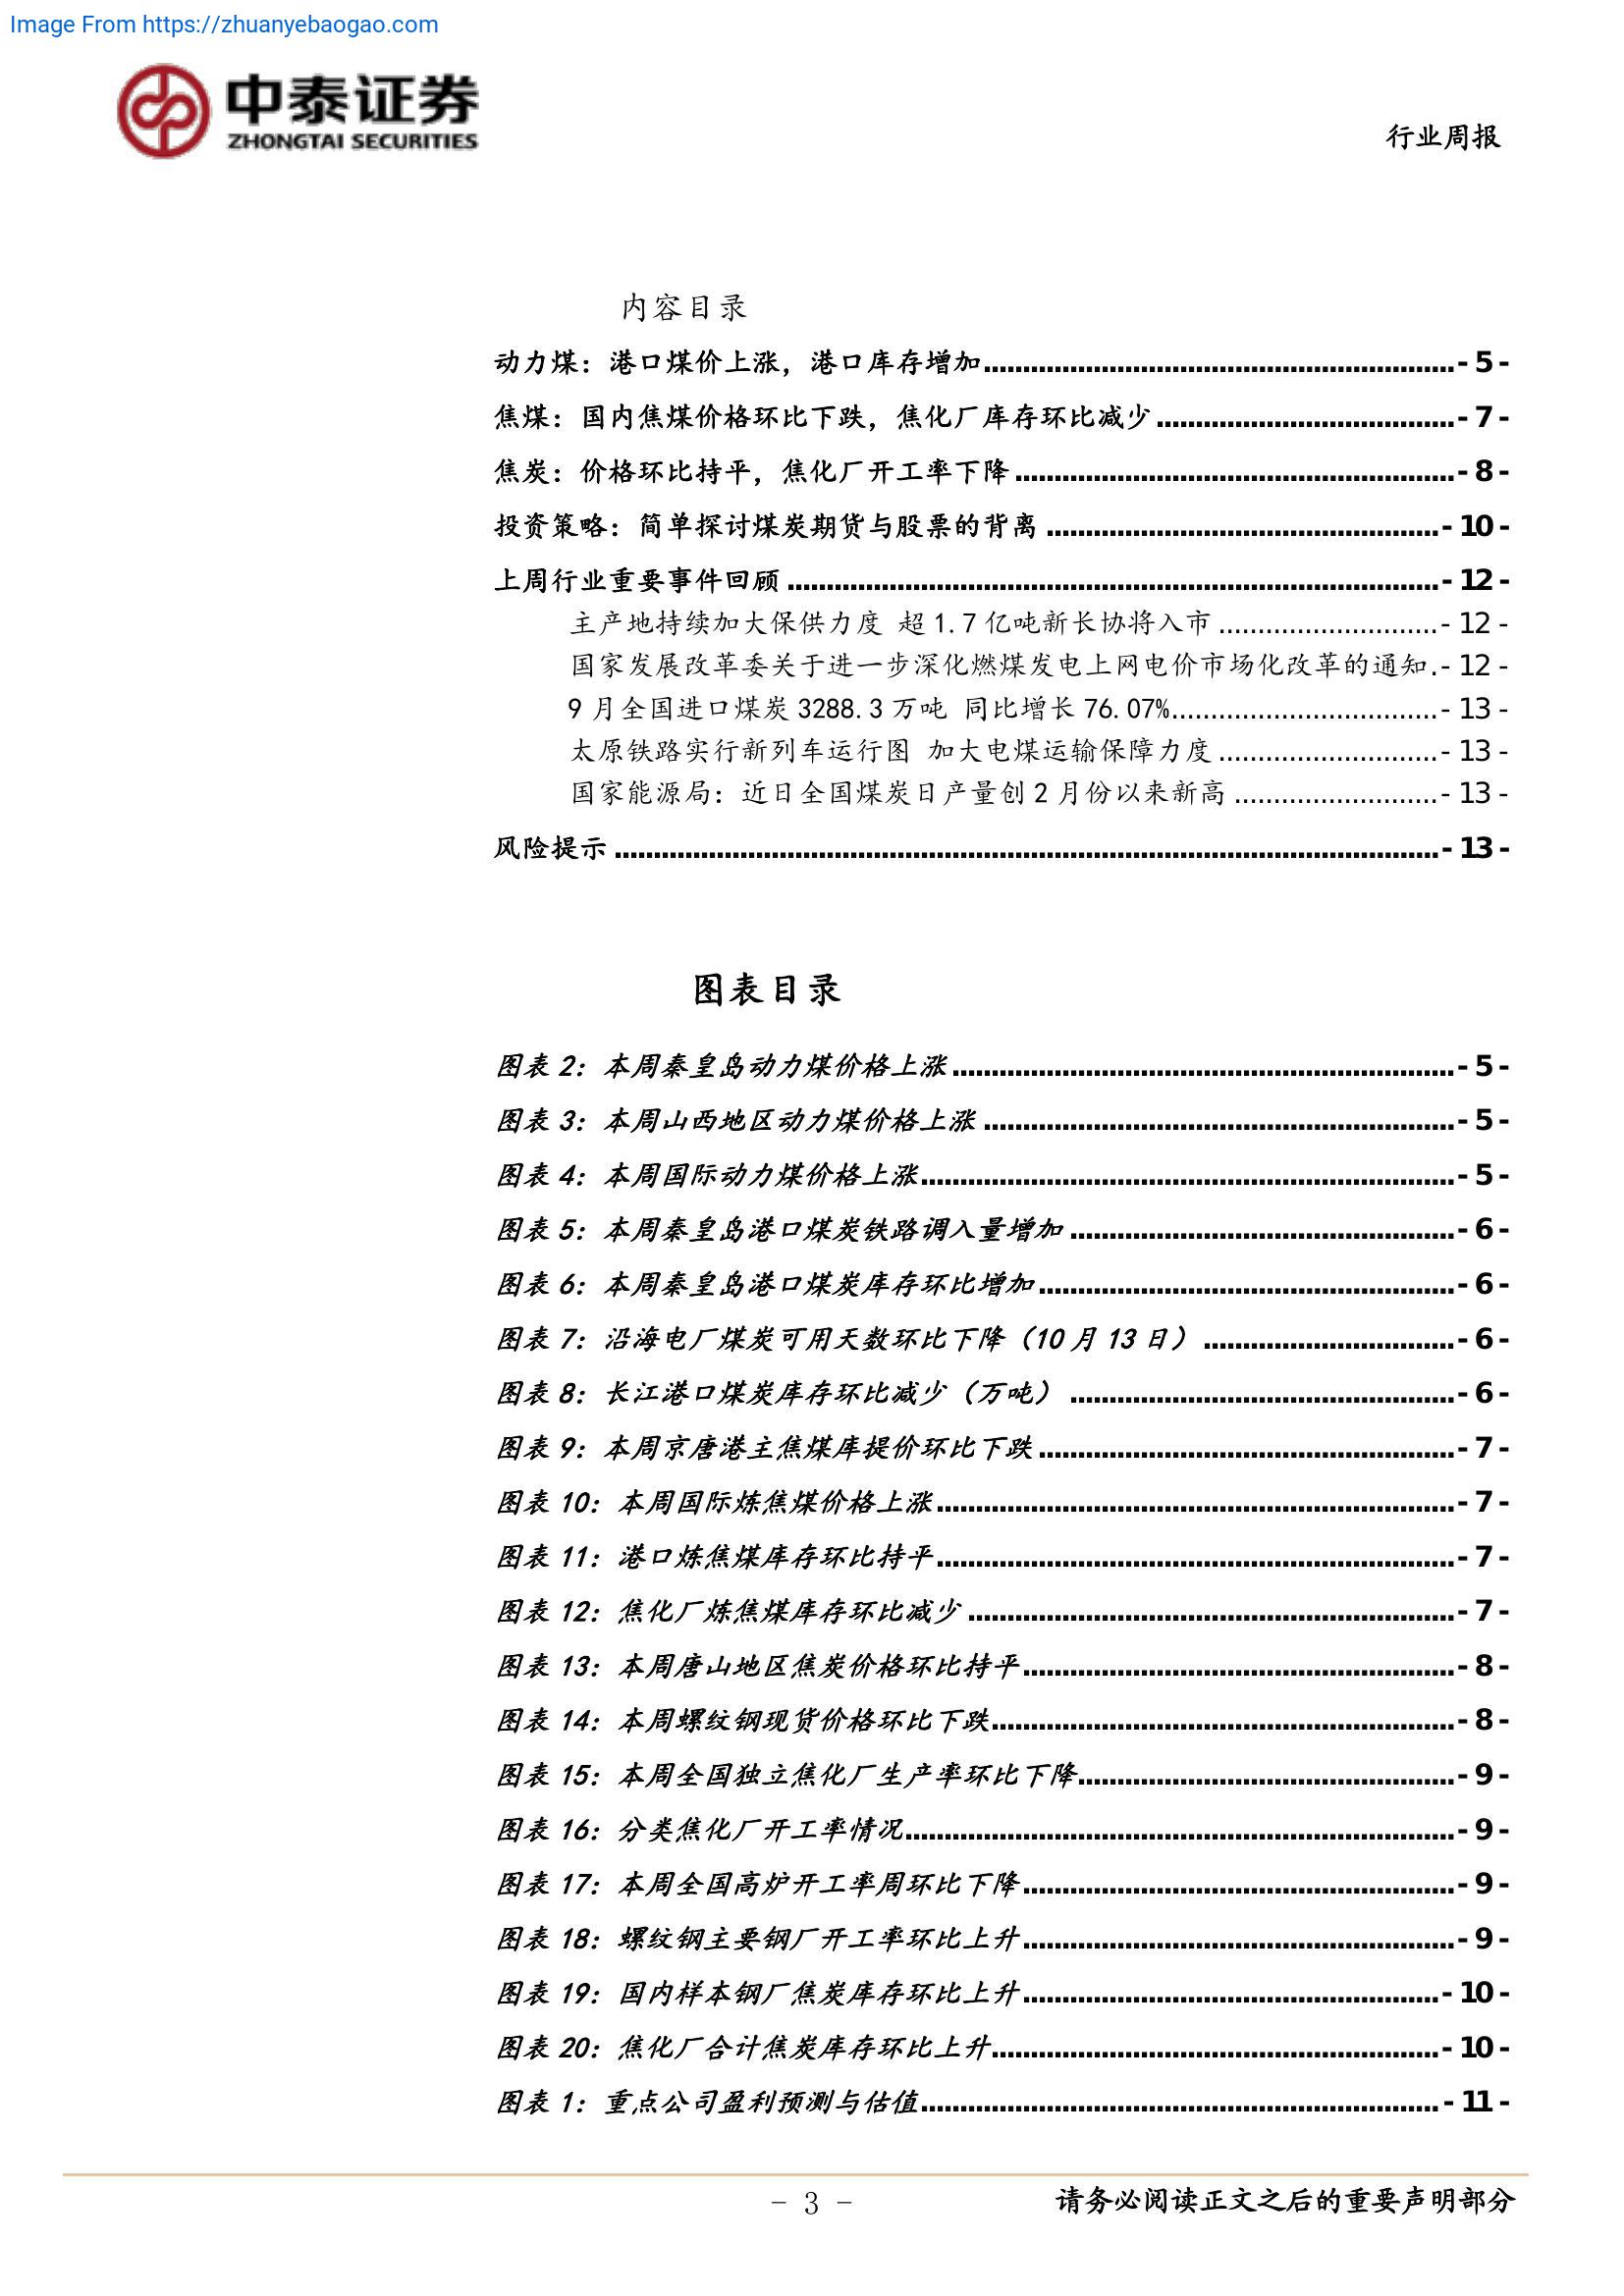 Image From https://zhuanyebaogao.com
中泰证券
ZHONGTAI SECURITIES
行业周报
内容目录
动力煤：港口煤价上涨，港口库存增加.......................................................... - 5 -
焦煤：国内焦煤价格环比下跌，焦化厂库存环比减少..................................... - 7 -
焦炭：价格环比持平，焦化厂开工率下降...................................................... - 8 -
投资策略：简单探讨煤炭期货与股票的背离 ................................................ - 10 -
上周行业重要事件回顾 ................................................................................ - 12 -
主产地持续加大保供力度 超 1.7 亿吨新长协将入市 ........................... - 12 -
国家发展改革委关于进一步深化燃煤发电上网电价市场化改革的通知. - 12 -
9 月全国进口煤炭 3288.3 万吨 同比增长 76.07%................................. - 13 -
太原铁路实行新列车运行图 加大电煤运输保障力度 ........................... - 13 -
国家能源局：近日全国煤炭日产量创 2 月份以来新高 ......................... - 13 -
风险提示 ..................................................................................................... - 13 -
图表目录
图表 2：本周秦皇岛动力煤价格上涨.............................................................. - 5 -
图表 3：本周山西地区动力煤价格上涨 .......................................................... - 5 -
图表 4：本周国际动力煤价格上涨.................................................................. - 5 -
图表 5：本周秦皇岛港口煤炭铁路调入量增加 ............................................... - 6 -
图表 6：本周秦皇岛港口煤炭库存环比增加................................................... - 6 -
图表 7：沿海电厂煤炭可用天数环比下降（10 月 13 日） ............................... - 6 -
图表 8：长江港口煤炭库存环比减少（万吨） ............................................... - 6 -
图表 9：本周京唐港主焦煤库提价环比下跌................................................... - 7 -
图表 10：本周国际炼焦煤价格上涨................................................................ - 7 -
图表 11：港口炼焦煤库存环比持平................................................................ - 7 -
图表 12：焦化厂炼焦煤库存环比减少 ............................................................ - 7 -
图表 13：本周唐山地区焦炭价格环比持平..................................................... - 8 -
图表 14：本周螺纹钢现货价格环比下跌......................................................... - 8 -
图表 15：本周全国独立焦化厂生产率环比下降.............................................. - 9 -
图表 16：分类焦化厂开工率情况.................................................................... - 9 -
图表 17：本周全国高炉开工率周环比下降..................................................... - 9 -
图表 18：螺纹钢主要钢厂开工率环比上升..................................................... - 9 -
图表 19：国内样本钢厂焦炭库存环比上升................................................... - 10 -
图表 20：焦化厂合计焦炭库存环比上升....................................................... - 10 -
图表 1：重点公司盈利预测与估值................................................................ - 11 -
- 3 -
请务必阅读正文之后的重要声明部分